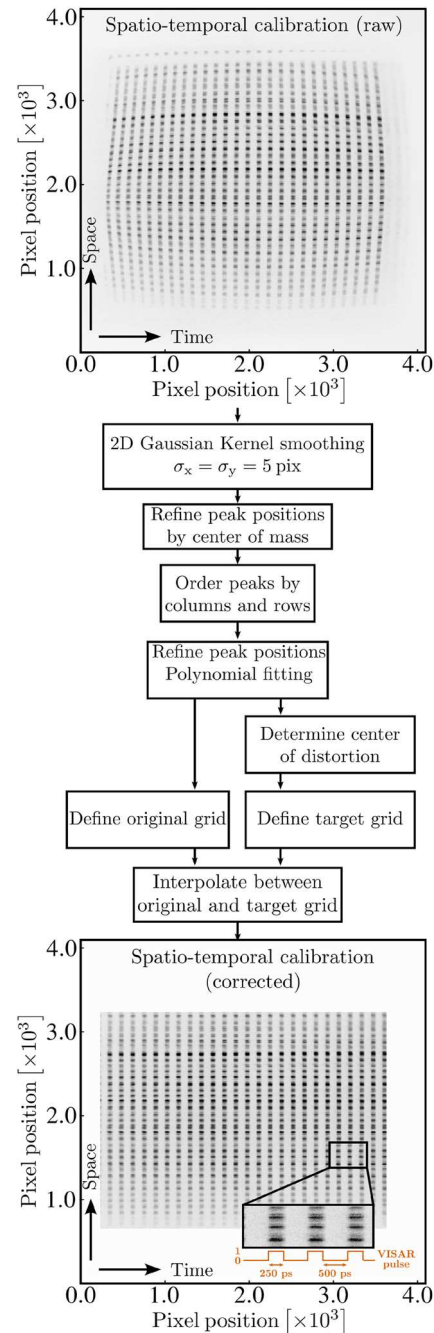 Spatio-temporal calibration (raw)
4.0
3.0
2.0
1.0
Pixel position [×10³]
Space
Time
0.0 1.0 2.0 3.0 4.0
Pixel position [×10³]
2D Gaussian Kernel smoothing
σx = σy = 5 pix
Refine peak positions
by center of mass
Order peaks by
columns and rows
Refine peak positions
Polynomial fitting
Determine center
of distortion
Define original grid
Define target grid
Interpolate between
original and target grid
Spatio-temporal calibration
(corrected)
4.0
3.0
2.0
1.0
Pixel position [×10³]
Space
Time
1
0
VISAR
pulse
250 ps
500 ps
0.0 1.0 2.0 3.0 4.0
Pixel position [×10³]